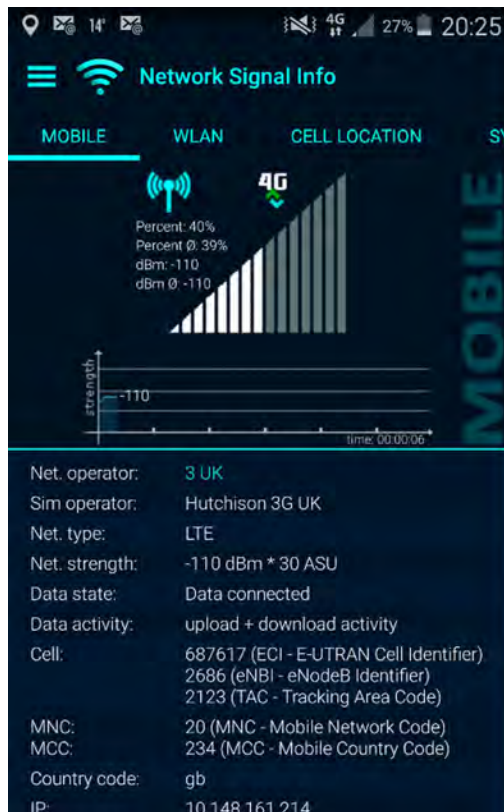 14°
4G
27%
20:25
Network Signal Info
MOBILE
WLAN
CELL LOCATION
SY
4G
Percent: 40%
Percent Ø: 39%
dBm: -110
dBm Ø: -110
MOBILE
strength
-110
time: 00:00:06
Net. operator: 3 UK
Sim operator: Hutchison 3G UK
Net. type: LTE
Net. strength: -110 dBm * 30 ASU
Data state: Data connected
Data activity: upload + download activity
Cell: 687617 (ECI - E-UTRAN Cell Identifier)
2686 (eNBI - eNodeB Identifier)
2123 (TAC - Tracking Area Code)
MNC: 20 (MNC - Mobile Network Code)
MCC: 234 (MCC - Mobile Country Code)
Country code: gb
IP: 10.148.161.214